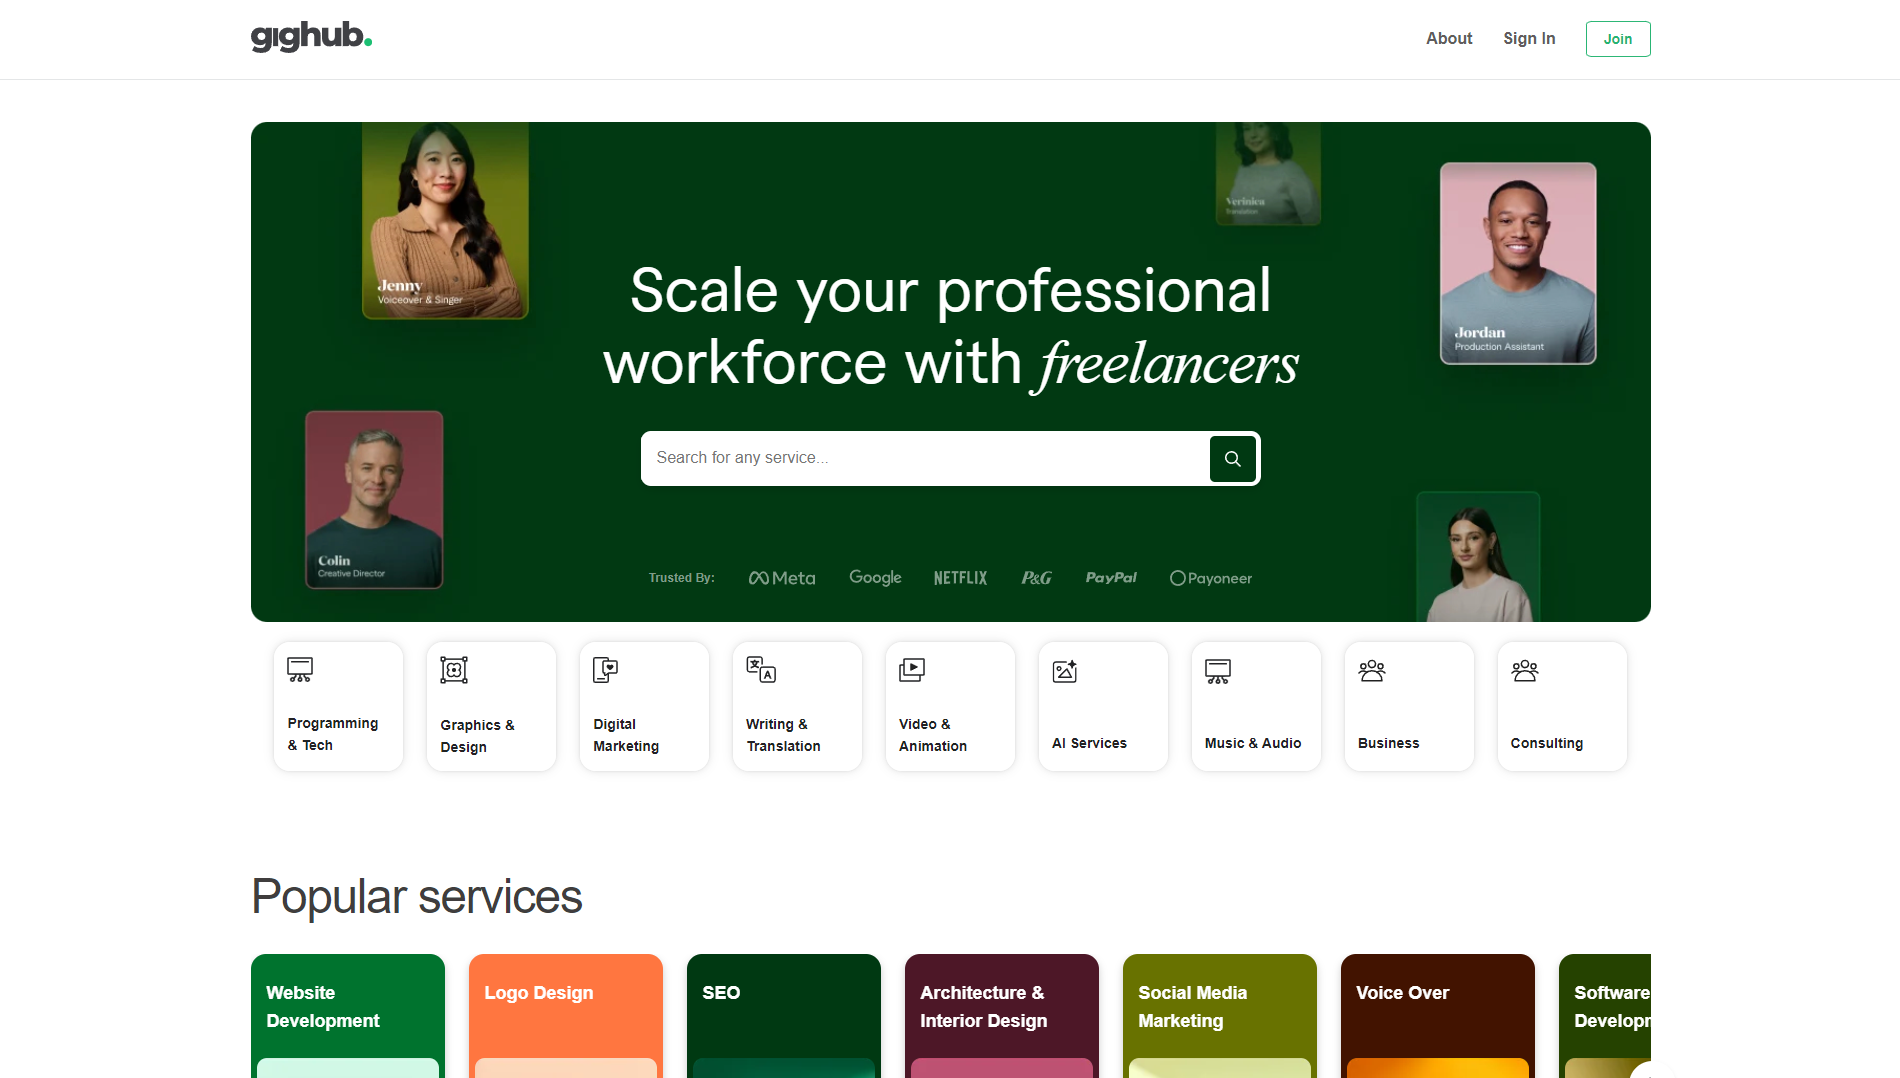 gighub.
About
Sign In
Join
Jenny
Voiceover & Singer
Verinica
Translation
Jordan
Production Assistant
Scale your professional
workforce with freelancers
Search for any service...
Colin
Creative Director
Trusted By:
Meta
Google
NETFLIX
P&G
PayPal
Payoneer
Programming
& Tech
Graphics &
Design
Digital
Marketing
Writing &
Translation
Video &
Animation
AI Services
Music & Audio
Business
Consulting
Popular services
Website
Development
Logo Design
SEO
Architecture &
Interior Design
Social Media
Marketing
Voice Over
Software
Develop